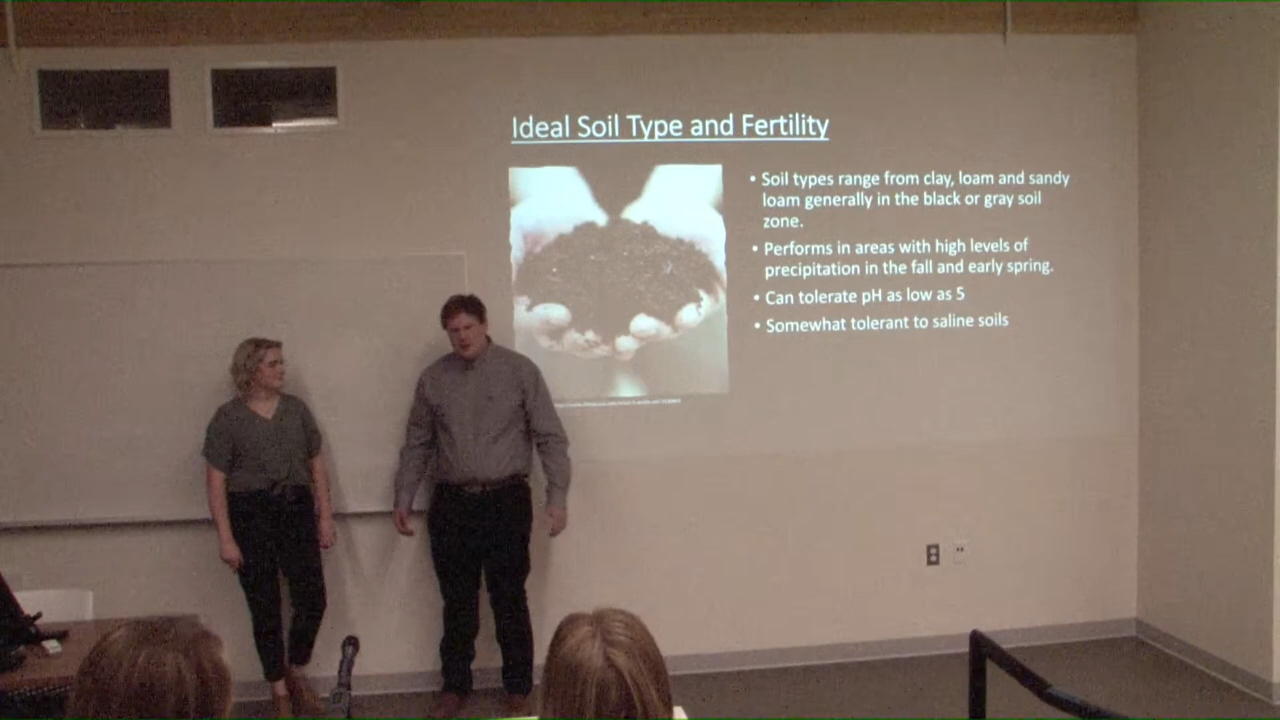 Ideal Soil Type and Fertility
• Soil types range from clay, loam and sandy
loam generally in the black or gray soil
zone.
• Performs in areas with high levels of
precipitation in the fall and early spring.
• Can tolerate pH as low as 5
• Somewhat tolerant to saline soils